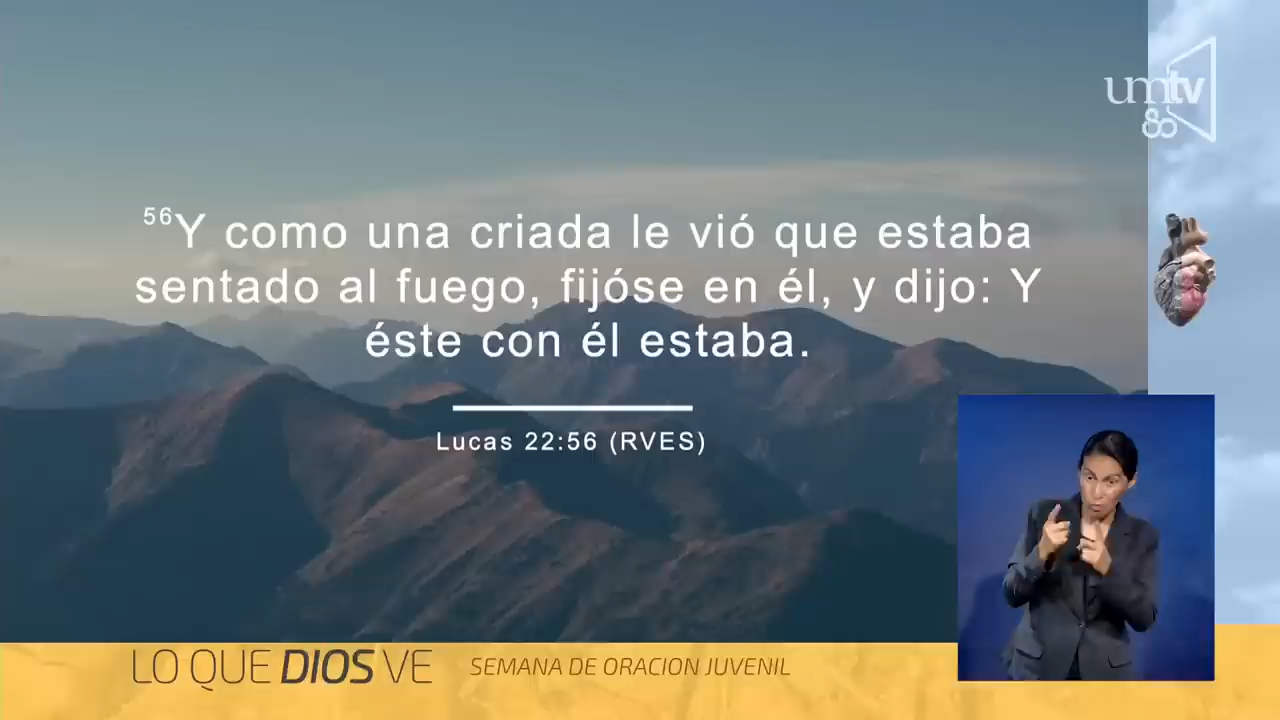 umtv
80
⁵⁶Y como una criada le vió que estaba
sentado al fuego, fijóse en él, y dijo: Y
éste con él estaba.
Lucas 22:56 (RVES)
LO QUE DIOS VE
SEMANA DE ORACION JUVENIL